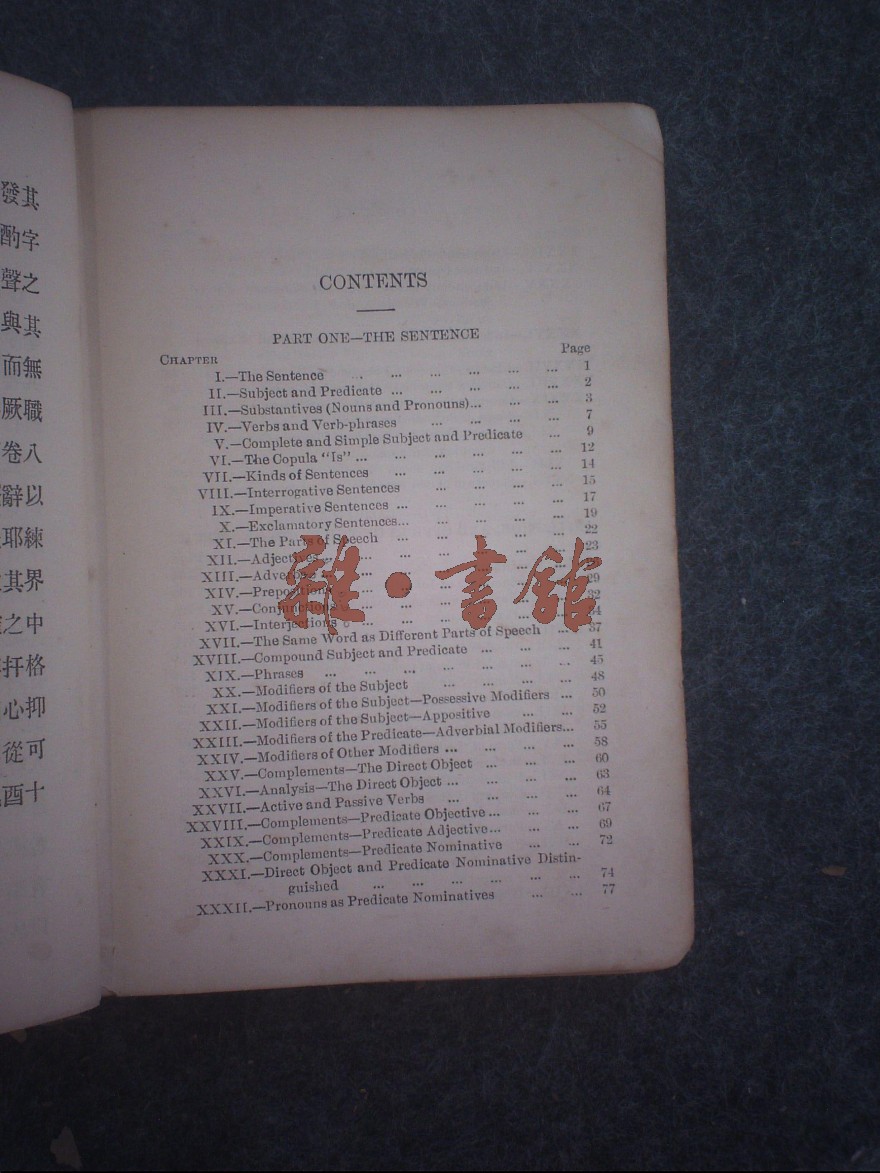 其字之其無職八以練界中格抑可十
發酌聲與而厥卷辭耶其之扞心從酉
CONTENTS
PART ONE—THE SENTENCE
CHAPTER Page
I.—The Sentence ... ... ... ... ... 1
II.—Subject and Predicate ... ... ... ... ... 2
III.—Substantives (Nouns and Pronouns)... ... ... 3
IV.—Verbs and Verb-phrases ... ... ... ... 7
V.—Complete and Simple Subject and Predicate ... 9
VI.—The Copula "Is" ... ... ... ... ... ... 12
VII.—Kinds of Sentences ... ... ... ... ... 14
VIII.—Interrogative Sentences ... ... ... ... 15
IX.—Imperative Sentences ... ... ... ... ... 17
X.—Exclamatory Sentences... ... ... ... ... 19
XI.—The Parts of Speech ... ... ... ... ... 22
XII.—Adjectives ... ... ... ... ... ... 23
XIII.—Adverbs ... ... ... ... ... ...
XIV.—Prepositions ... ... ... ... ... 29
XV.—Conjunctions ... ... ... ... ... 32
XVI.—Interjections ... ... ... ... ... 34
XVII.—The Same Word as Different Parts of Speech ... 37
XVIII.—Compound Subject and Predicate ... ... ... 41
XIX.—Phrases ... ... ... ... ... ... ... 45
XX.—Modifiers of the Subject ... ... ... ... 48
XXI.—Modifiers of the Subject—Possessive Modifiers ... 50
XXII.—Modifiers of the Subject—Appositive ... ... 52
XXIII.—Modifiers of the Predicate—Adverbial Modifiers... 55
XXIV.—Modifiers of Other Modifiers ... ... ... ... 58
XXV.—Complements—The Direct Object ... ... ... 60
XXVI.—Analysis—The Direct Object ... ... ... ... 63
XXVII.—Active and Passive Verbs ... ... ... ... 64
XXVIII.—Complements—Predicate Objective... ... ... 67
XXIX.—Complements—Predicate Adjective... ... ... 69
XXX.—Complements—Predicate Nominative ... ... 72
XXXI.—Direct Object and Predicate Nominative Distin-
guished ... ... ... ... ... ... 74
XXXII.—Pronouns as Predicate Nominatives ... ... 77
雜·書館